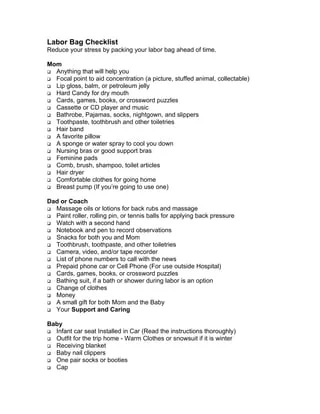 Labor Bag Checklist
Reduce your stress by packing your labor bag ahead of time.
Mom
❑ Anything that will help you
❑ Focal point to aid concentration (a picture, stuffed animal, collectable)
❑ Lip gloss, balm, or petroleum jelly
❑ Hard Candy for dry mouth
❑ Cards, games, books, or crossword puzzles
❑ Cassette or CD player and music
❑ Bathrobe, Pajamas, socks, nightgown, and slippers
❑ Toothpaste, toothbrush and other toiletries
❑ Hair band
❑ A favorite pillow
❑ A sponge or water spray to cool you down
❑ Nursing bras or good support bras
❑ Feminine pads
❑ Comb, brush, shampoo, toilet articles
❑ Hair dryer
❑ Comfortable clothes for going home
❑ Breast pump (If you're going to use one)
Dad or Coach
❑ Massage oils or lotions for back rubs and massage
❑ Paint roller, rolling pin, or tennis balls for applying back pressure
❑ Watch with a second hand
❑ Notebook and pen to record observations
❑ Snacks for both you and Mom
❑ Toothbrush, toothpaste, and other toiletries
❑ Camera, video, and/or tape recorder
❑ List of phone numbers to call with the news
❑ Prepaid phone car or Cell Phone (For use outside Hospital)
❑ Cards, games, books, or crossword puzzles
❑ Bathing suit, if a bath or shower during labor is an option
❑ Change of clothes
❑ Money
❑ A small gift for both Mom and the Baby
❑ Your Support and Caring
Baby
❑ Infant car seat Installed in Car (Read the instructions thoroughly)
❑ Outfit for the trip home - Warm Clothes or snowsuit if it is winter
❑ Receiving blanket
❑ Baby nail clippers
❑ One pair socks or booties
❑ Cap